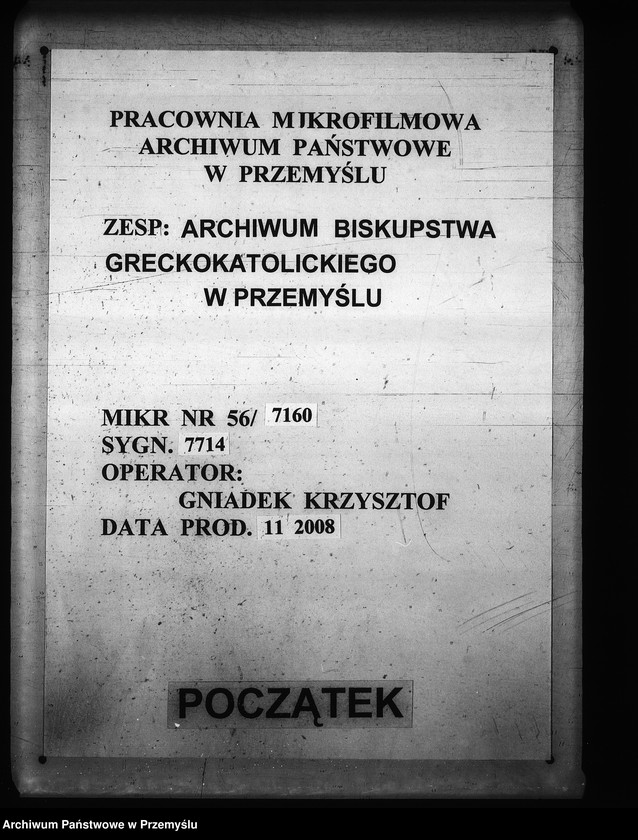 PRACOWNIA MIKROFILMOWA
ARCHIWUM PAŃSTWOWE
W PRZEMYŚLU
ZESP: ARCHIWUM BISKUPSTWA
GRECKOKATOLICKIEGO
W PRZEMYŚLU
MIKR NR 56/ 7160
SYGN. 7714
OPERATOR:
GNIADEK KRZYSZTOF
DATA PROD. 11 2008
POCZĄTEK
Archiwum Państwowe w Przemyślu